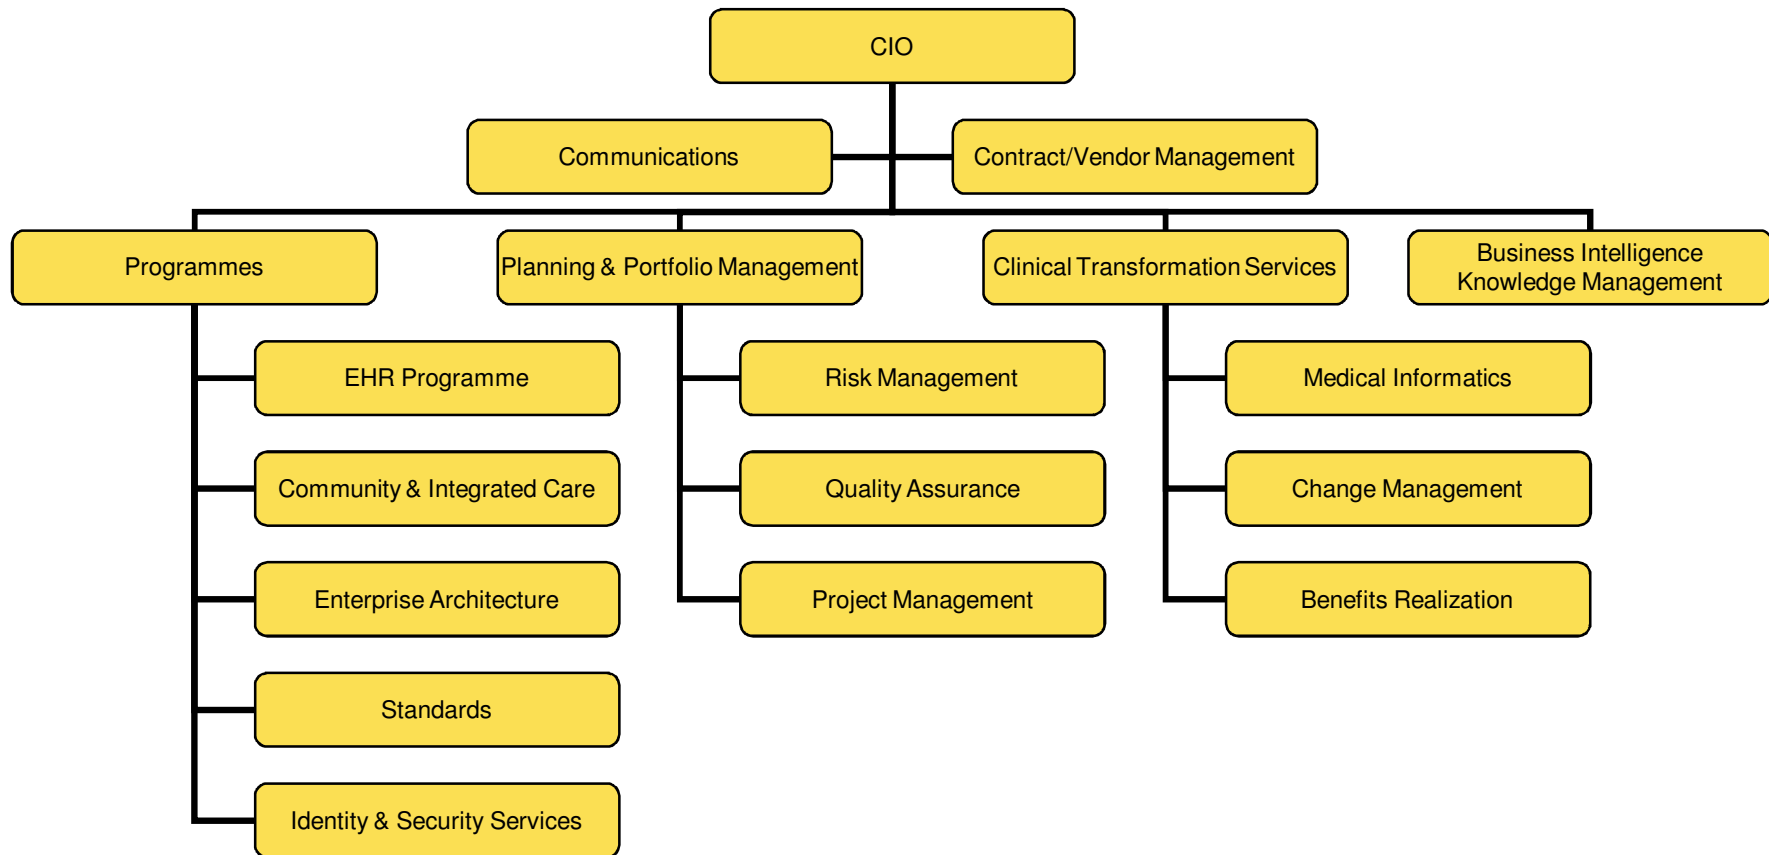 CIO
Communications
Contract/Vendor Management
Programmes
Planning & Portfolio Management
Clinical Transformation Services
Business Intelligence
Knowledge Management
EHR Programme
Risk Management
Medical Informatics
Community & Integrated Care
Quality Assurance
Change Management
Enterprise Architecture
Project Management
Benefits Realization
Standards
Identity & Security Services